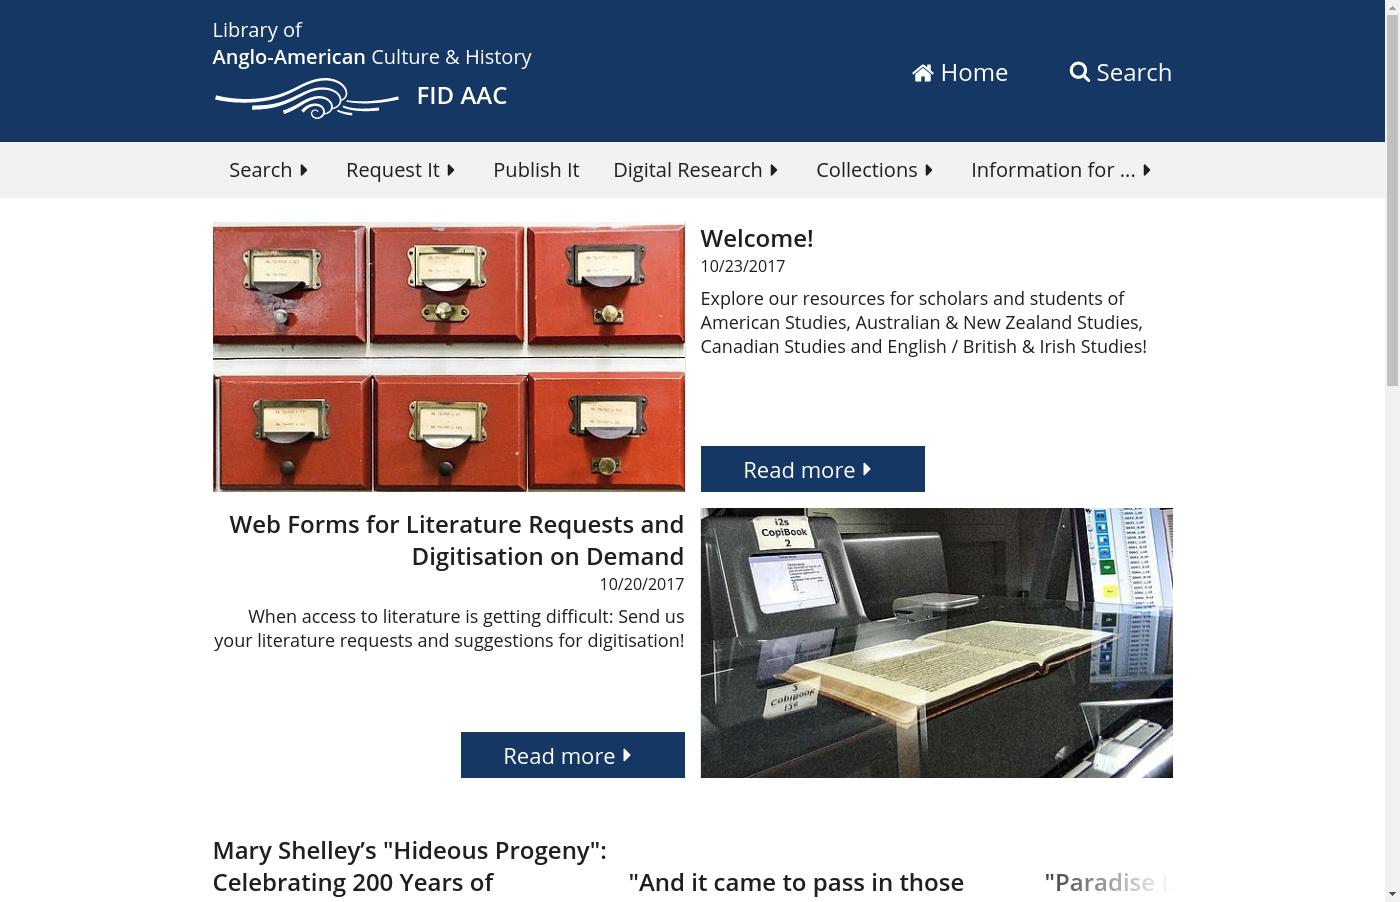 Library of
Anglo-American Culture & History
FID AAC
Home
Search
Search
Request It
Publish It
Digital Research
Collections
Information for ...
Welcome!
10/23/2017
Explore our resources for scholars and students of
American Studies, Australian & New Zealand Studies,
Canadian Studies and English / British & Irish Studies!
Read more
Web Forms for Literature Requests and
Digitisation on Demand
10/20/2017
When access to literature is getting difficult: Send us
your literature requests and suggestions for digitisation!
Read more
i2s
CopiBook
2
Mary Shelley’s "Hideous Progeny":
Celebrating 200 Years of
"And it came to pass in those
"Paradise L